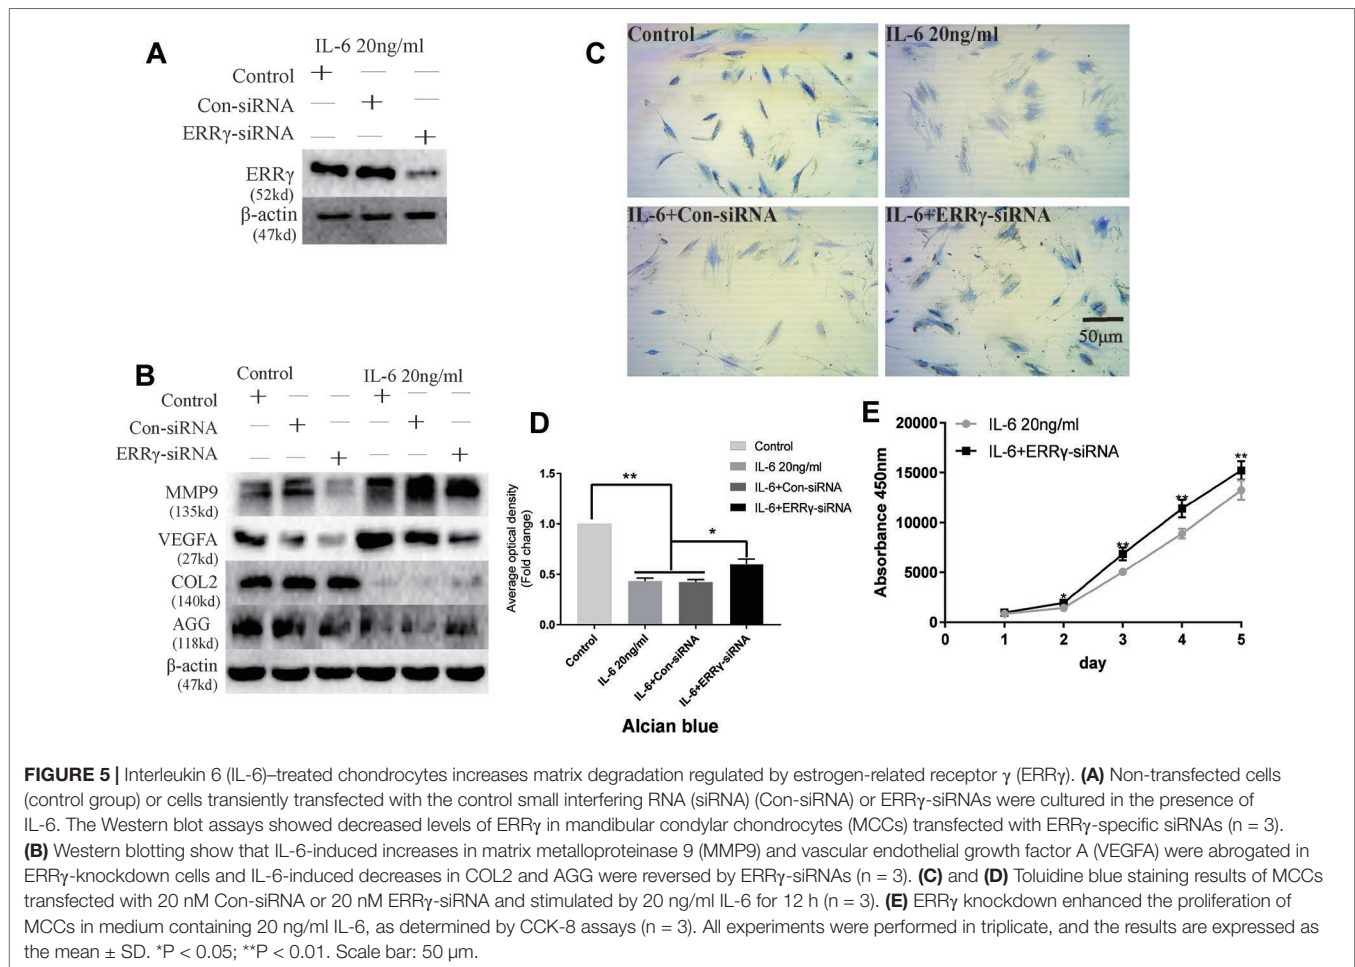 A
IL-6 20ng/ml
Control + — —
Con-siRNA — + —
ERRγ-siRNA — — +
ERRγ
(52kd)
β-actin
(47kd)
C
Control
IL-6 20ng/ml
IL-6+Con-siRNA
IL-6+ERRγ-siRNA
50μm
B
Control IL-6 20ng/ml
Control + — — + — —
Con-siRNA — + — — + —
ERRγ-siRNA — — + — — +
MMP9
(135kd)
VEGFA
(27kd)
COL2
(140kd)
AGG
(118kd)
β-actin
(47kd)
D
Control
IL-6 20ng/ml
IL-6+Con-siRNA
IL-6+ERRγ-siRNA
Average optical density
(Fold change)
1.5
1.0
0.5
0.0
**
*
Control
IL-6 20ng/ml
IL-6+Con-siRNA
IL-6+ERRγ-siRNA
Alcian blue
E
IL-6 20ng/ml
IL-6+ERRγ-siRNA
Absorbance 450nm
20000
15000
10000
5000
0
*
**
**
**
0 1 2 3 4 5
day
FIGURE 5 | Interleukin 6 (IL-6)–treated chondrocytes increases matrix degradation regulated by estrogen-related receptor γ (ERRγ). (A) Non-transfected cells
(control group) or cells transiently transfected with the control small interfering RNA (siRNA) (Con-siRNA) or ERRγ-siRNAs were cultured in the presence of
IL-6. The Western blot assays showed decreased levels of ERRγ in mandibular condylar chondrocytes (MCCs) transfected with ERRγ-specific siRNAs (n = 3).
(B) Western blotting show that IL-6-induced increases in matrix metalloproteinase 9 (MMP9) and vascular endothelial growth factor A (VEGFA) were abrogated in
ERRγ-knockdown cells and IL-6-induced decreases in COL2 and AGG were reversed by ERRγ-siRNAs (n = 3). (C) and (D) Toluidine blue staining results of MCCs
transfected with 20 nM Con-siRNA or 20 nM ERRγ-siRNA and stimulated by 20 ng/ml IL-6 for 12 h (n = 3). (E) ERRγ knockdown enhanced the proliferation of
MCCs in medium containing 20 ng/ml IL-6, as determined by CCK-8 assays (n = 3). All experiments were performed in triplicate, and the results are expressed as
the mean ± SD. *P < 0.05; **P < 0.01. Scale bar: 50 μm.